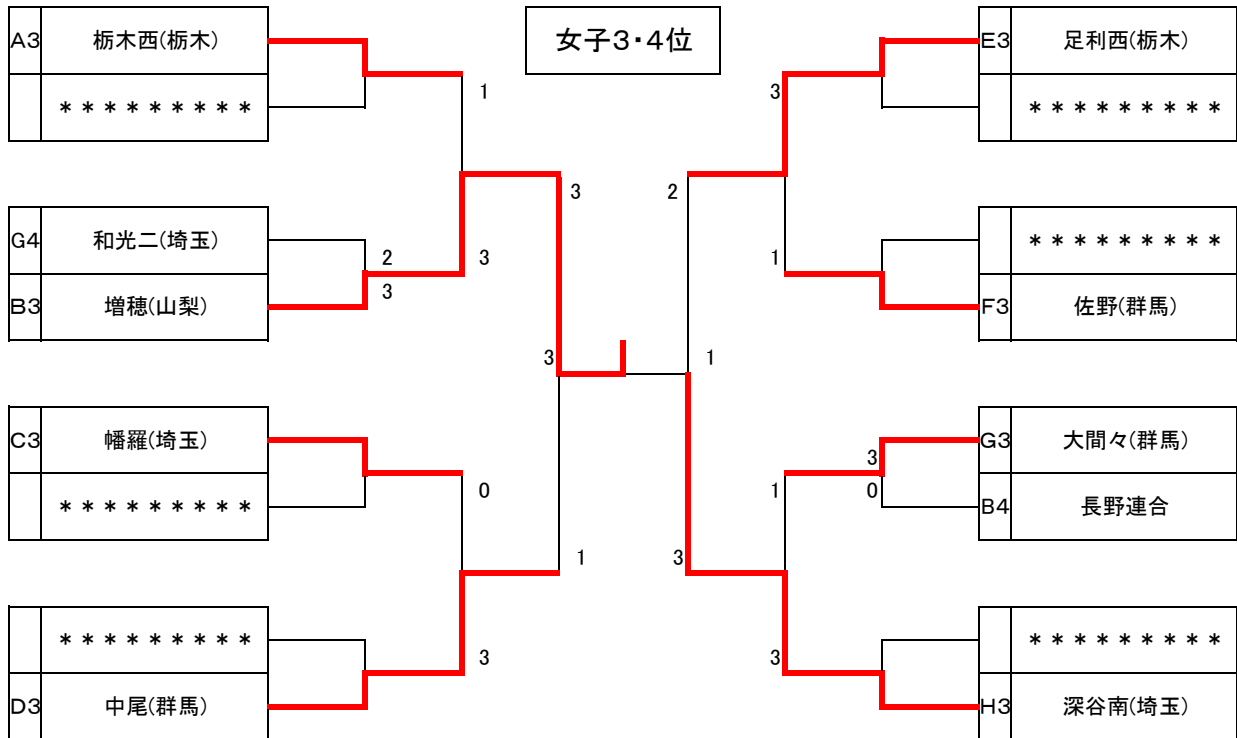 女子3・4位
A3 栃木西(栃木)
*********
1
G4 和光二(埼玉)
2
3
B3 増穂(山梨)
3
3
3
C3 幡羅(埼玉)
*********
0
1
*********
3
D3 中尾(群馬)
E3 足利西(栃木)
3
*********
2
*********
1
F3 佐野(群馬)
1
G3 大間々(群馬)
3
1
0
B4 長野連合
3
*********
3
H3 深谷南(埼玉)